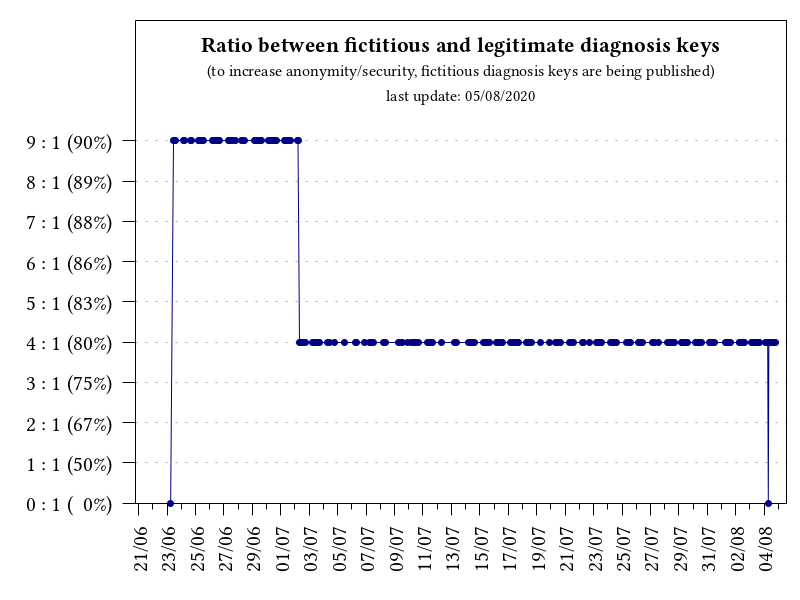 Ratio between fictitious and legitimate diagnosis keys
(to increase anonymity/security, fictitious diagnosis keys are being published)
last update: 05/08/2020
9 : 1 (90%)
8 : 1 (89%)
7 : 1 (88%)
6 : 1 (86%)
5 : 1 (83%)
4 : 1 (80%)
3 : 1 (75%)
2 : 1 (67%)
1 : 1 (50%)
0 : 1 (  0%)
21/06
23/06
25/06
27/06
29/06
01/07
03/07
05/07
07/07
09/07
11/07
13/07
15/07
17/07
19/07
21/07
23/07
25/07
27/07
29/07
31/07
02/08
04/08